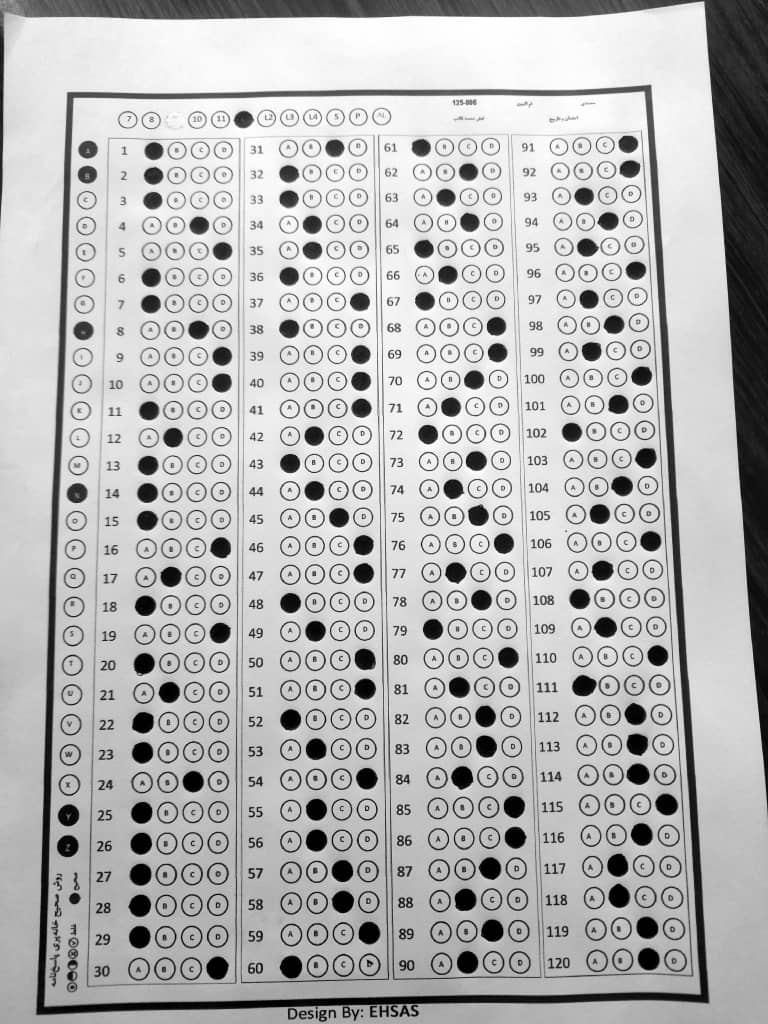 7 8 10 11 L2 L3 L4 S P AL
A 1 B C D 31 A B D 61 B C D 91 A B C
B 2 B C D 32 B C D 62 A B D 92 A B C
C 3 B C D 33 B C D 63 A C D 93 A C D
D 4 A B D 34 A C D 64 A B D 94 A B D
E 5 A B C 35 A C D 65 B C D 95 A C D
F 6 B C D 36 B C D 66 A C D 96 A B C
G 7 B C D 37 A B C 67 B C D 97 A C D
8 A B D 38 B C D 68 A B C 98 A B D
I 9 A B C 39 A B C 69 A B C 99 A C D
J 10 A B C 40 A B C 70 A B D 100 A B C
K 11 B C D 41 A B C 71 A C D 101 A B D
L 12 A C D 42 A C D 72 B C D 102 B C D
M 13 B C D 43 B C D 73 A B D 103 A B C
N 14 B C D 44 A C D 74 A C D 104 A B D
O 15 B C D 45 A B D 75 A B D 105 A C D
P 16 A B C 46 A B C 76 A B C 106 A B C
Q 17 A C D 47 A B C 77 A C D 107 A C D
R 18 B C D 48 B C D 78 A B D 108 B C D
S 19 A B C 49 A C D 79 B C D 109 A C D
T 20 B C D 50 A B C 80 A B C 110 A B C
U 21 A C D 51 A B C 81 A C D 111 B C D
V 22 B C D 52 B C D 82 A B D 112 A B D
W 23 B C D 53 A C D 83 A B D 113 A B D
X 24 A B D 54 A B C 84 A C D 114 A B D
Y 25 B C D 55 A C D 85 A B C 115 A B C
Z 26 B C D 56 A C D 86 A B C 116 A B D
27 B C D 57 A B D 87 A B D 117 A C D
28 B C D 58 A B D 88 A C D 118 A C D
29 B C D 59 A B C 89 A B D 119 A B D
30 A B C 60 B C D 90 A C D 120 A B D
روش صحیح خانه‌پری پاسخنامه
صحیح
غلط
Design By: EHSAS